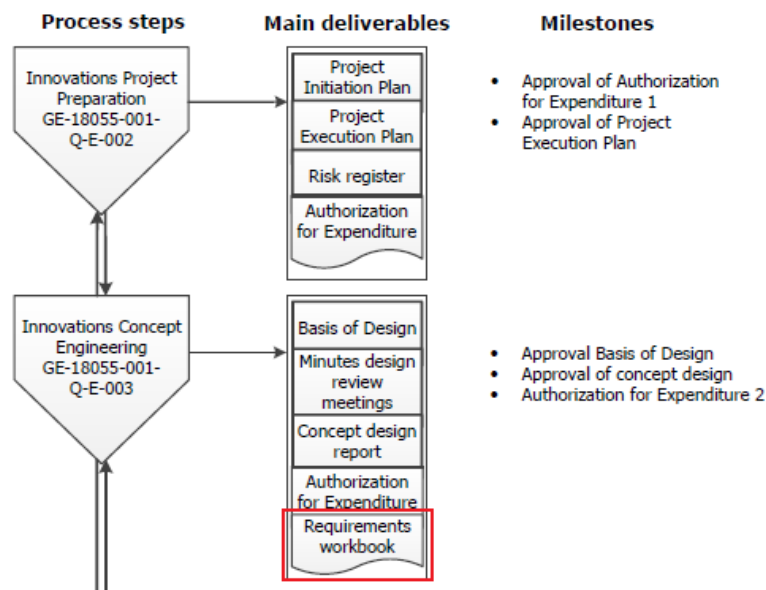 Process steps
Main deliverables
Milestones
Innovations Project
Preparation
GE-18055-001-
Q-E-002
Project
Initiation Plan
Project
Execution Plan
Risk register
Authorization
for Expenditure
• Approval of Authorization
for Expenditure 1
• Approval of Project
Execution Plan
Innovations Concept
Engineering
GE-18055-001-
Q-E-003
Basis of Design
Minutes design
review
meetings
Concept design
report
Authorization
for Expenditure
Requirements
workbook
• Approval Basis of Design
• Approval of concept design
• Authorization for Expenditure 2